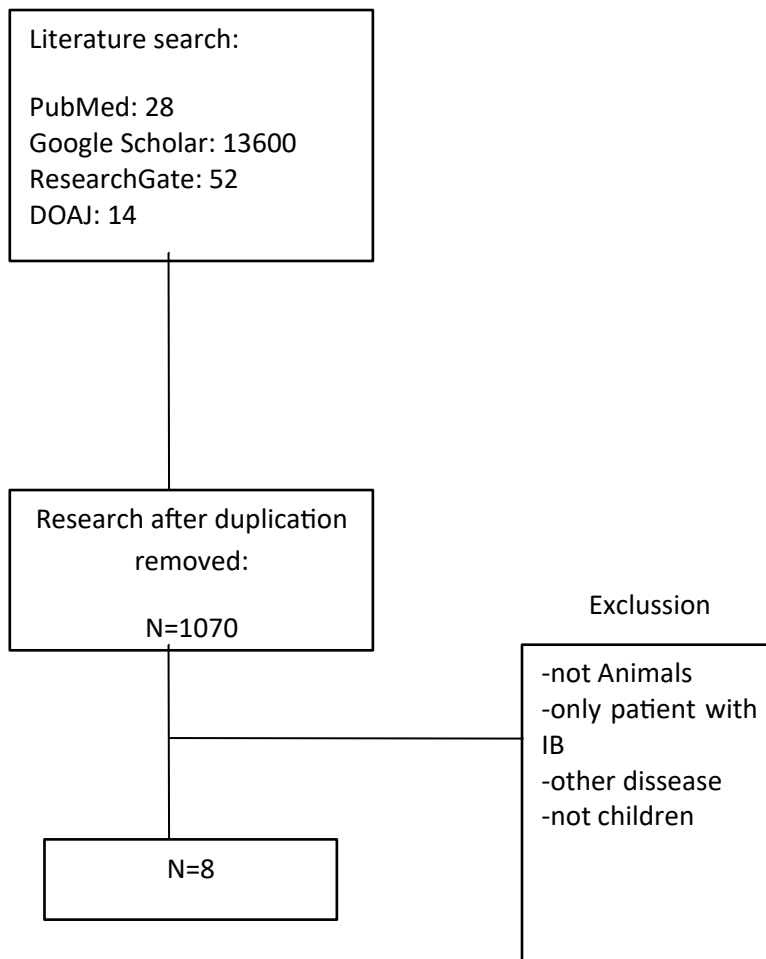 Literature search:
PubMed: 28
Google Scholar: 13600
ResearchGate: 52
DOAJ: 14
Research after duplication
removed:
N=1070
Exclussion
-not Animals
-only patient with
IB
-other dissease
-not children
N=8